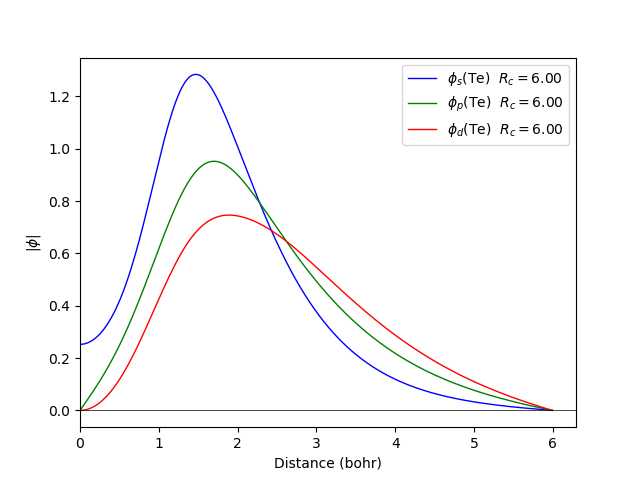 ϕs(Te) Rc = 6.00
ϕp(Te) Rc = 6.00
ϕd(Te) Rc = 6.00
|ϕ|
1.2
1.0
0.8
0.6
0.4
0.2
0.0
0 1 2 3 4 5 6
Distance (bohr)